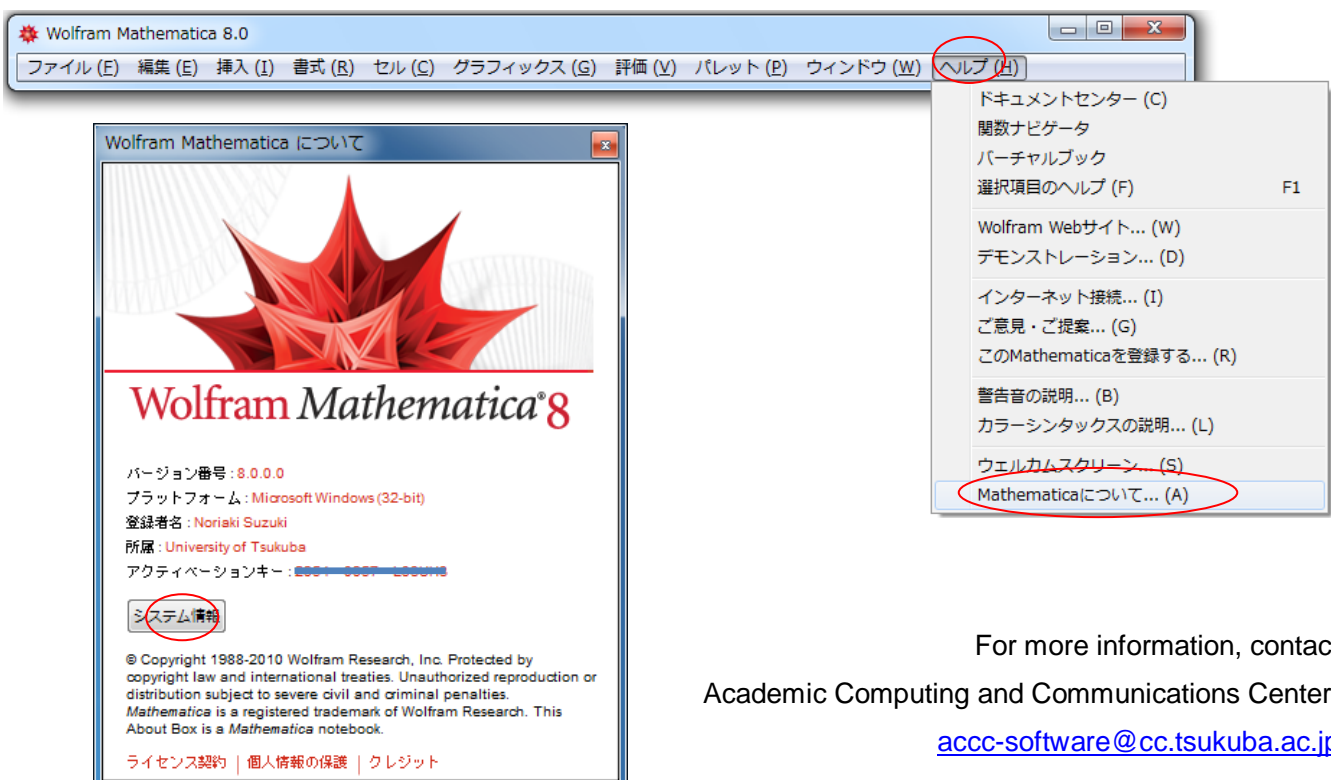 Wolfram Mathematica 8.0
ファイル (F) 編集 (E) 挿入 (I) 書式 (R) セル (C) グラフィックス (G) 評価 (V) パレット (P) ウィンドウ (W) ヘルプ (H)
ドキュメントセンター (C)
関数ナビゲータ
バーチャルブック
選択項目のヘルプ (F) F1
Wolfram Webサイト... (W)
デモンストレーション... (D)
インターネット接続... (I)
ご意見・ご提案... (G)
このMathematicaを登録する... (R)
警告音の説明... (B)
カラーシンタックスの説明... (L)
ウェルカムスクリーン... (S)
Mathematicaについて... (A)
Wolfram Mathematica について
Wolfram Mathematica®8
バージョン番号 : 8.0.0.0
プラットフォーム : Microsoft Windows (32-bit)
登録者名 : Noriaki Suzuki
所属 : University of Tsukuba
アクティベーションキー :
システム情報
© Copyright 1988-2010 Wolfram Research, Inc. Protected by
copyright law and international treaties. Unauthorized reproduction or
distribution subject to severe civil and criminal penalties.
Mathematica is a registered trademark of Wolfram Research. This
About Box is a Mathematica notebook.
ライセンス契約 | 個人情報の保護 | クレジット
For more information, contac
Academic Computing and Communications Center
accc-software@cc.tsukuba.ac.jp